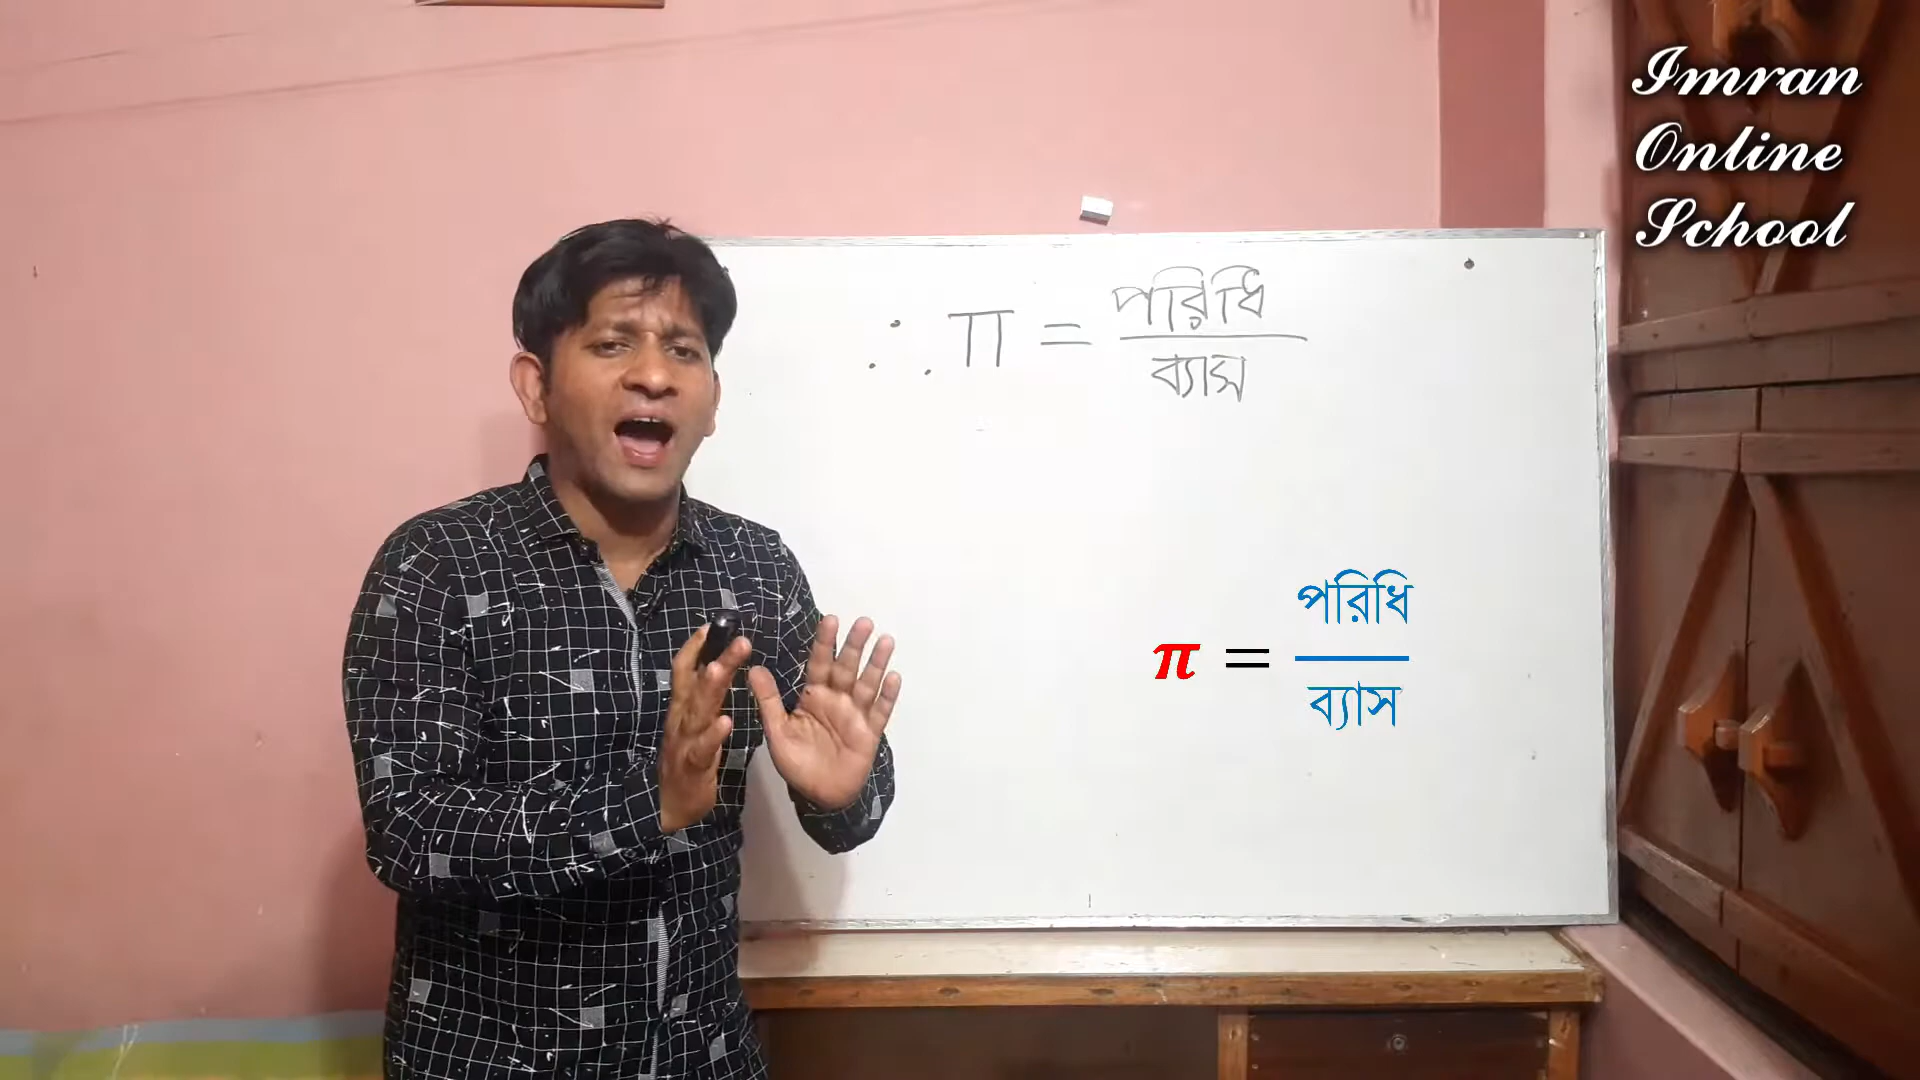 Imran
Online
School
∴ π = পরিধি
ব্যাস
π = পরিধি
ব্যাস